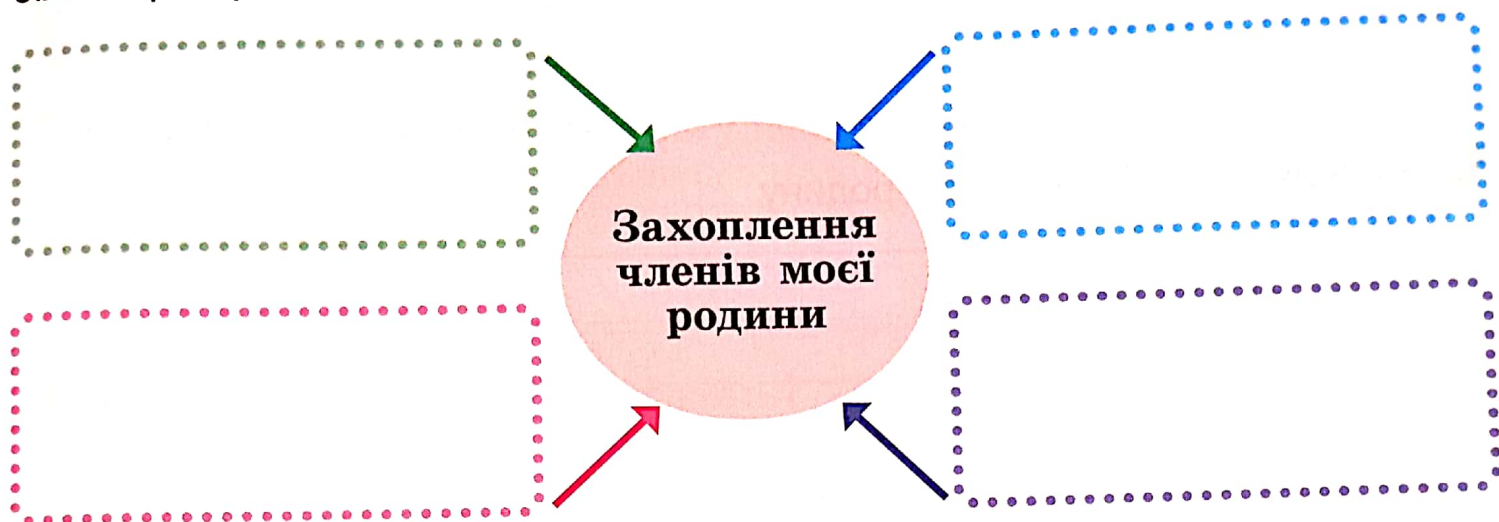 Захоплення
членів моєї
родини